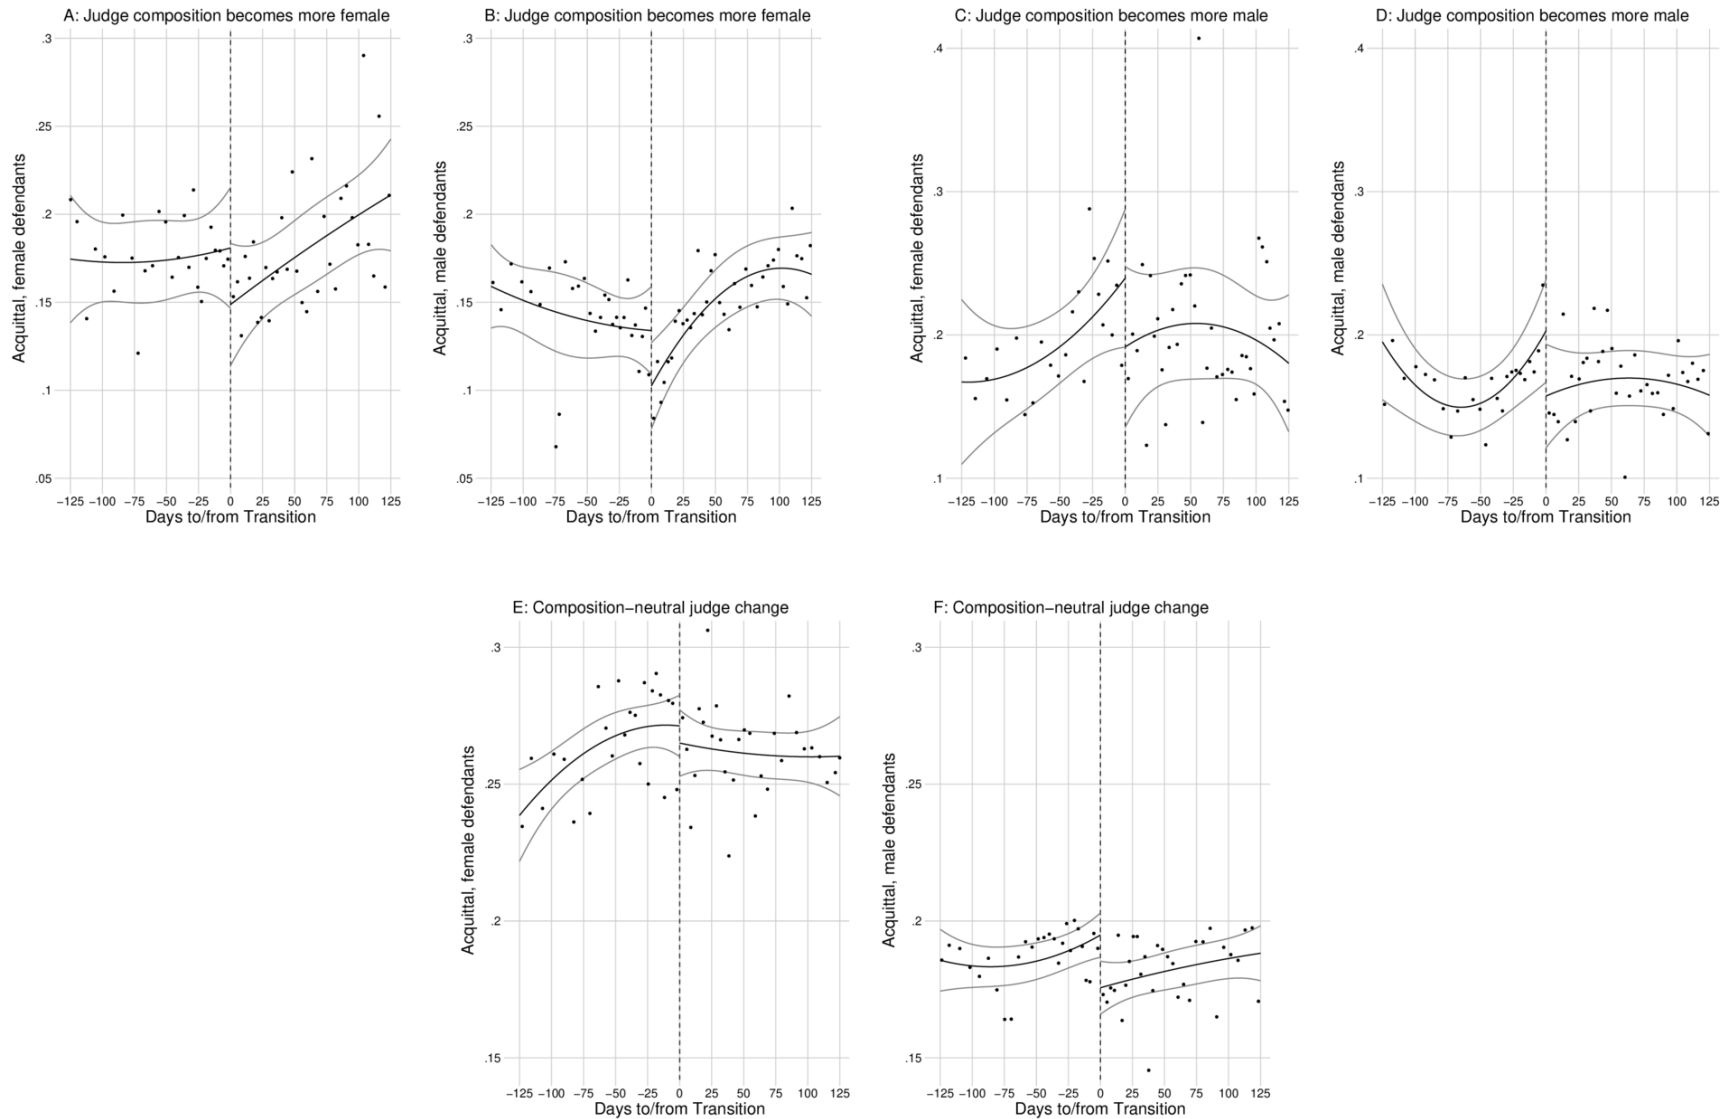 A: Judge composition becomes more female
.3
.25
.2
.15
.1
.05
Acquittal, female defendants
−125 −100 −75 −50 −25 0 25 50 75 100 125
Days to/from Transition
B: Judge composition becomes more female
.3
.25
.2
.15
.1
.05
Acquittal, male defendants
−125 −100 −75 −50 −25 0 25 50 75 100 125
Days to/from Transition
C: Judge composition becomes more male
.4
.3
.2
.1
Acquittal, female defendants
−125 −100 −75 −50 −25 0 25 50 75 100 125
Days to/from Transition
D: Judge composition becomes more male
.4
.3
.2
.1
Acquittal, male defendants
−125 −100 −75 −50 −25 0 25 50 75 100 125
Days to/from Transition
E: Composition−neutral judge change
.3
.25
.2
.15
Acquittal, female defendants
−125 −100 −75 −50 −25 0 25 50 75 100 125
Days to/from Transition
F: Composition−neutral judge change
.3
.25
.2
.15
Acquittal, male defendants
−125 −100 −75 −50 −25 0 25 50 75 100 125
Days to/from Transition